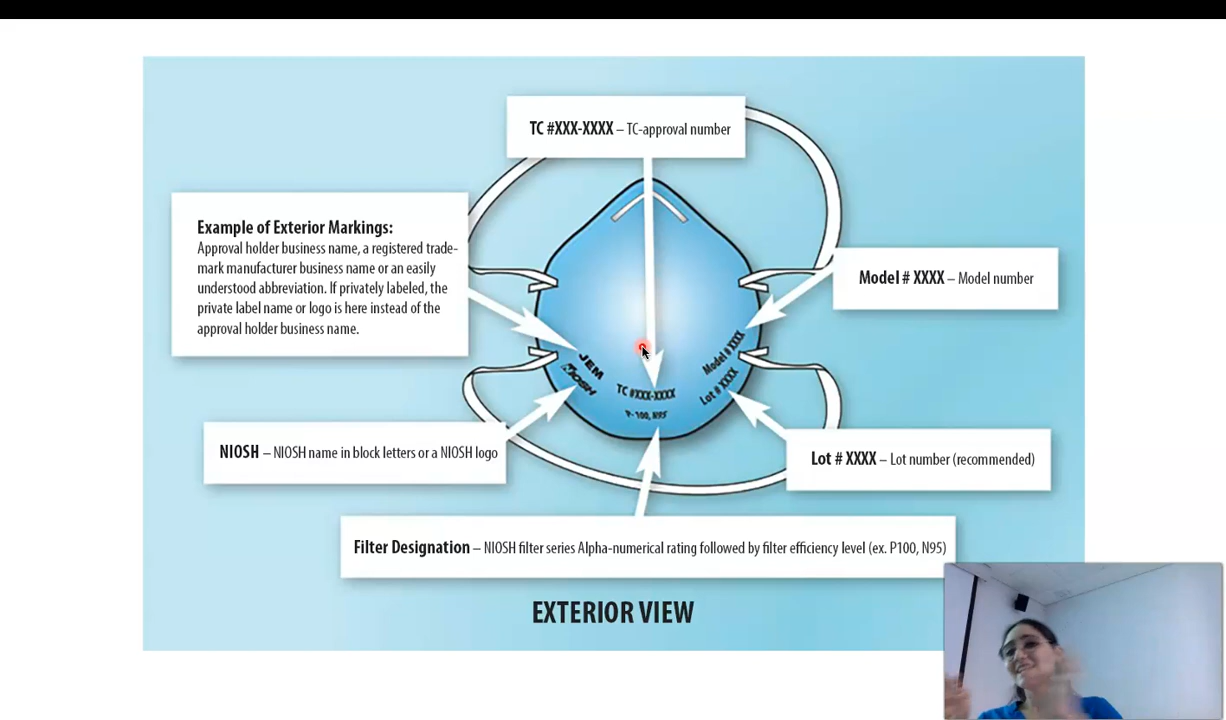 TC #XXX-XXXX – TC-approval number
Example of Exterior Markings:
Approval holder business name, a registered trade-
mark manufacturer business name or an easily
understood abbreviation. If privately labeled, the
private label name or logo is here instead of the
approval holder business name.
Model # XXXX – Model number
JEM
NIOSH
TC #XXX-XXXX
P-100, N95
Model # XXXX
Lot # XXXX
NIOSH – NIOSH name in block letters or a NIOSH logo
Lot # XXXX – Lot number (recommended)
Filter Designation – NIOSH filter series Alpha-numerical rating followed by filter efficiency level (ex. P100, N95)
EXTERIOR VIEW